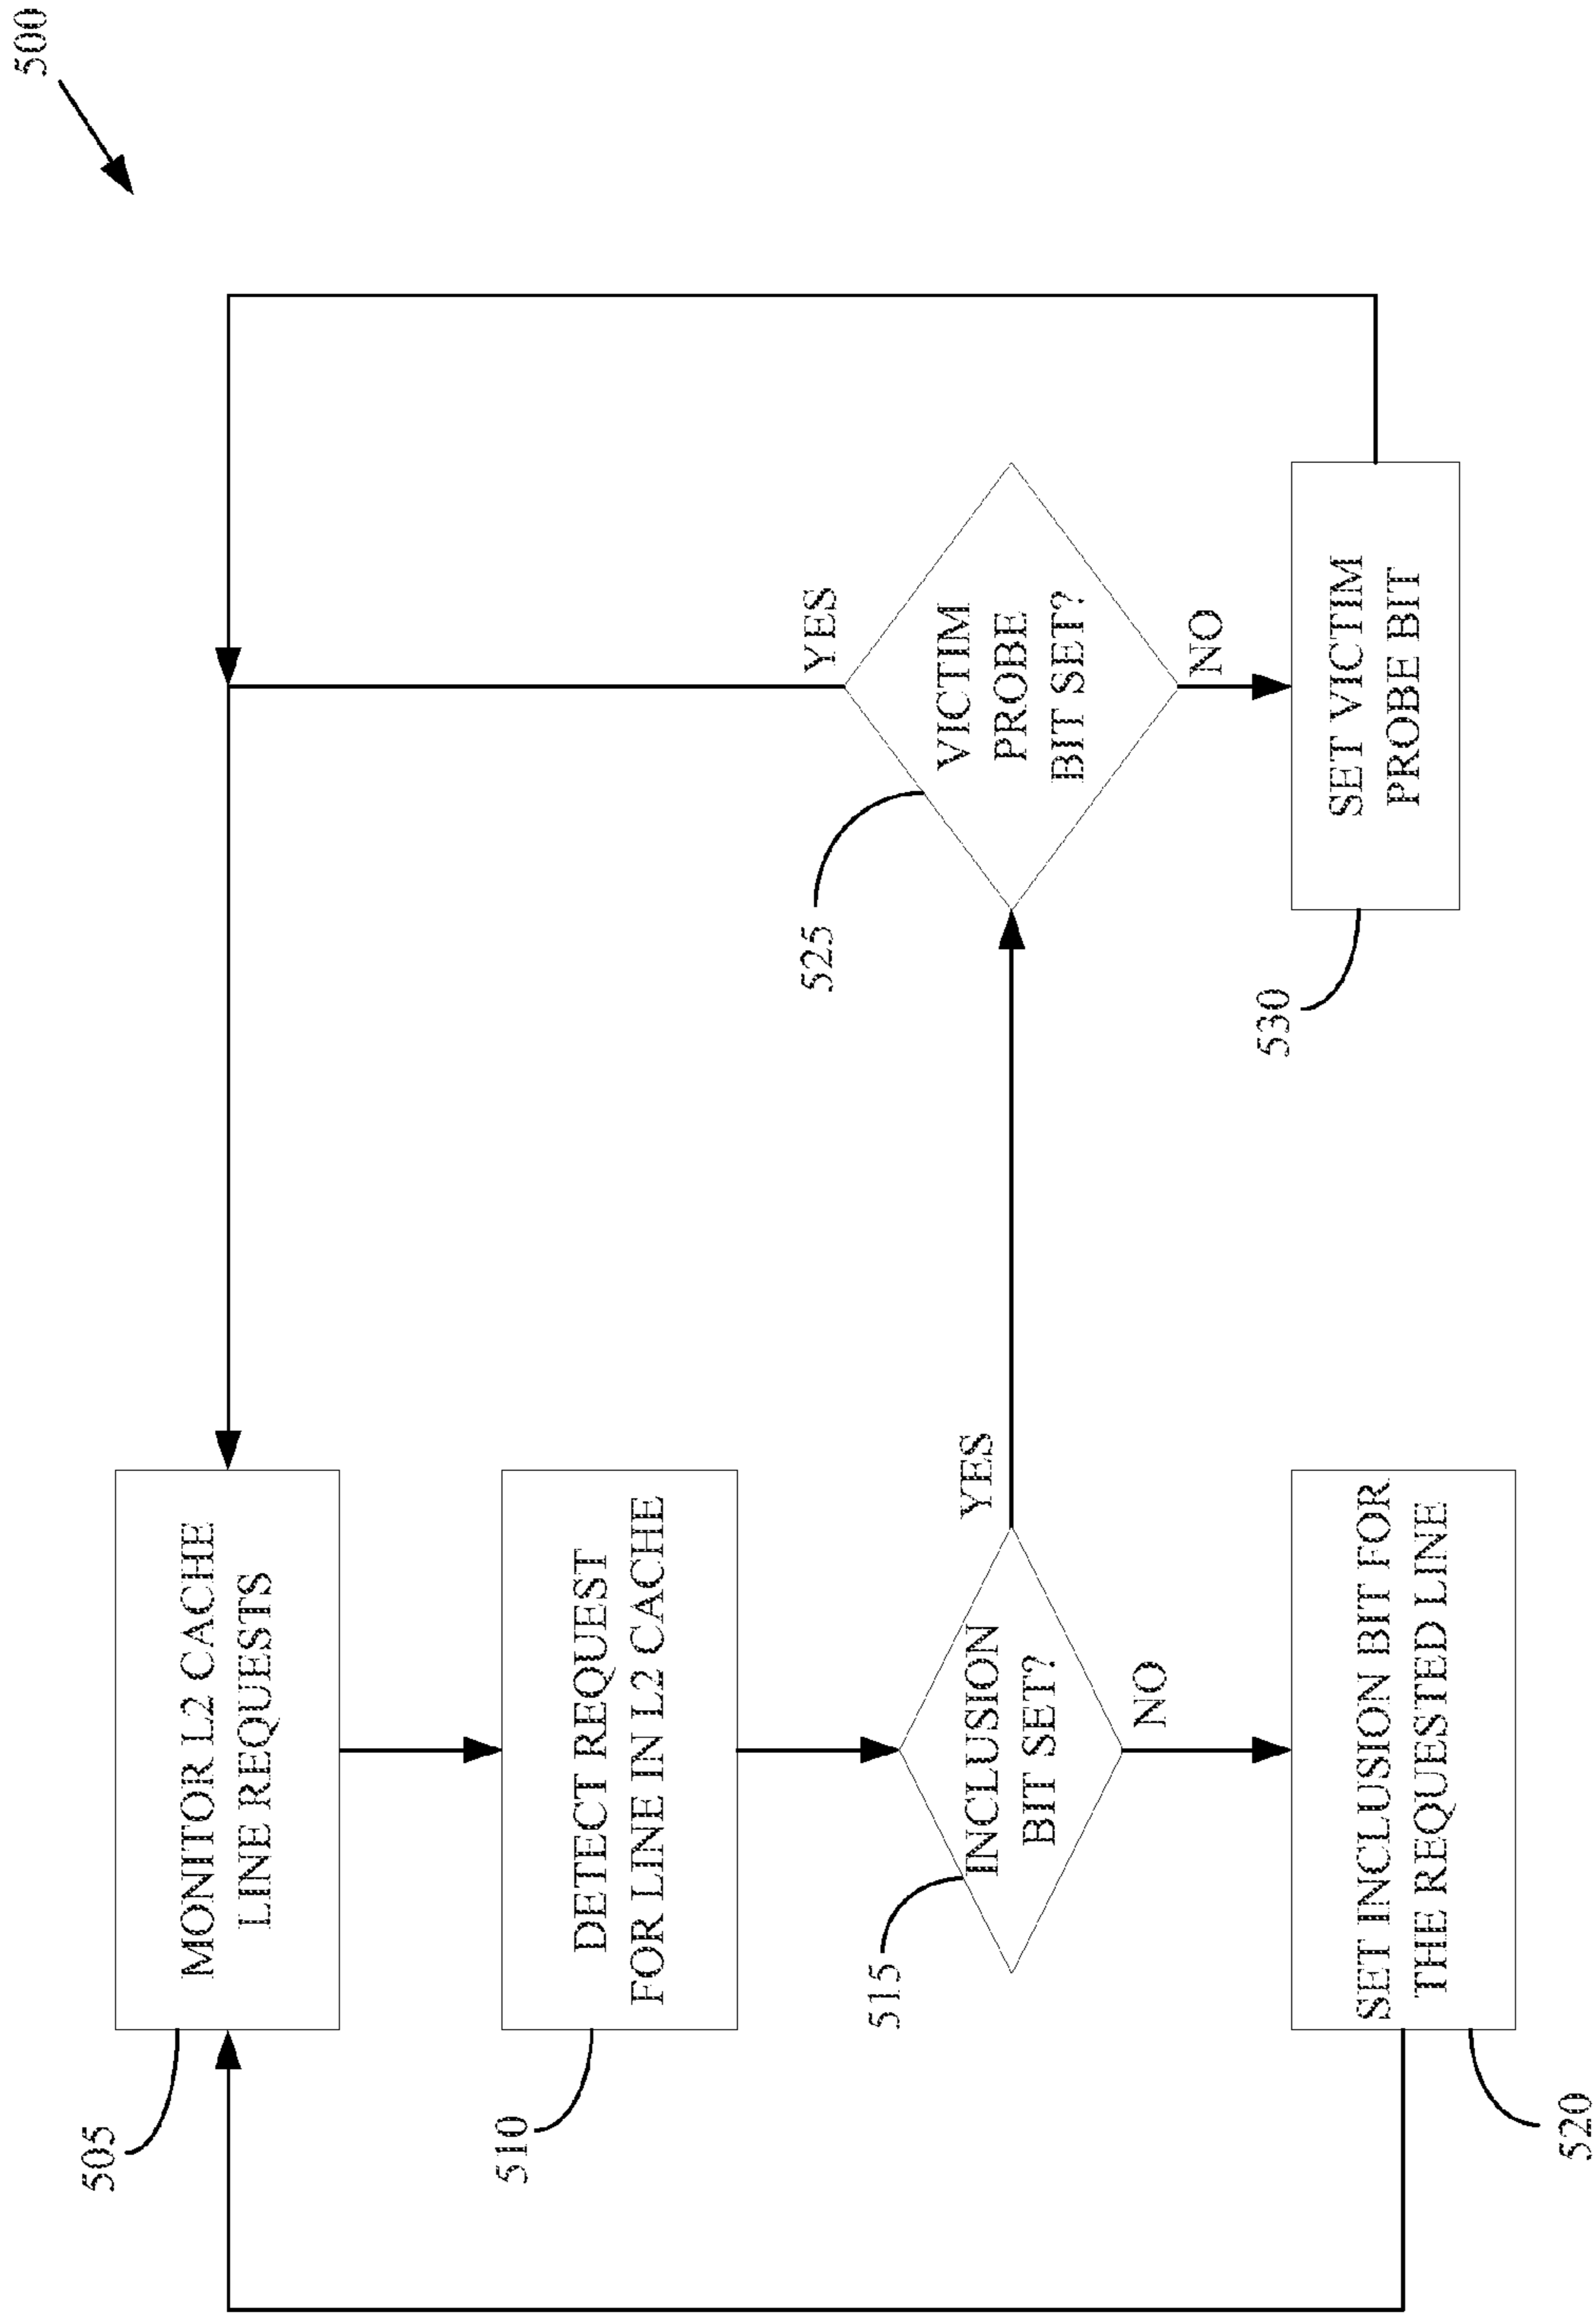 500
505
MONITOR L2 CACHE
LINE REQUESTS
510
DETECT REQUEST
FOR LINE IN L2 CACHE
515
INCLUSION
BIT SET?
YES
NO
520
SET INCLUSION BIT FOR
THE REQUESTED LINE
525
VICTIM
PROBE
BIT SET?
YES
NO
530
SET VICTIM
PROBE BIT